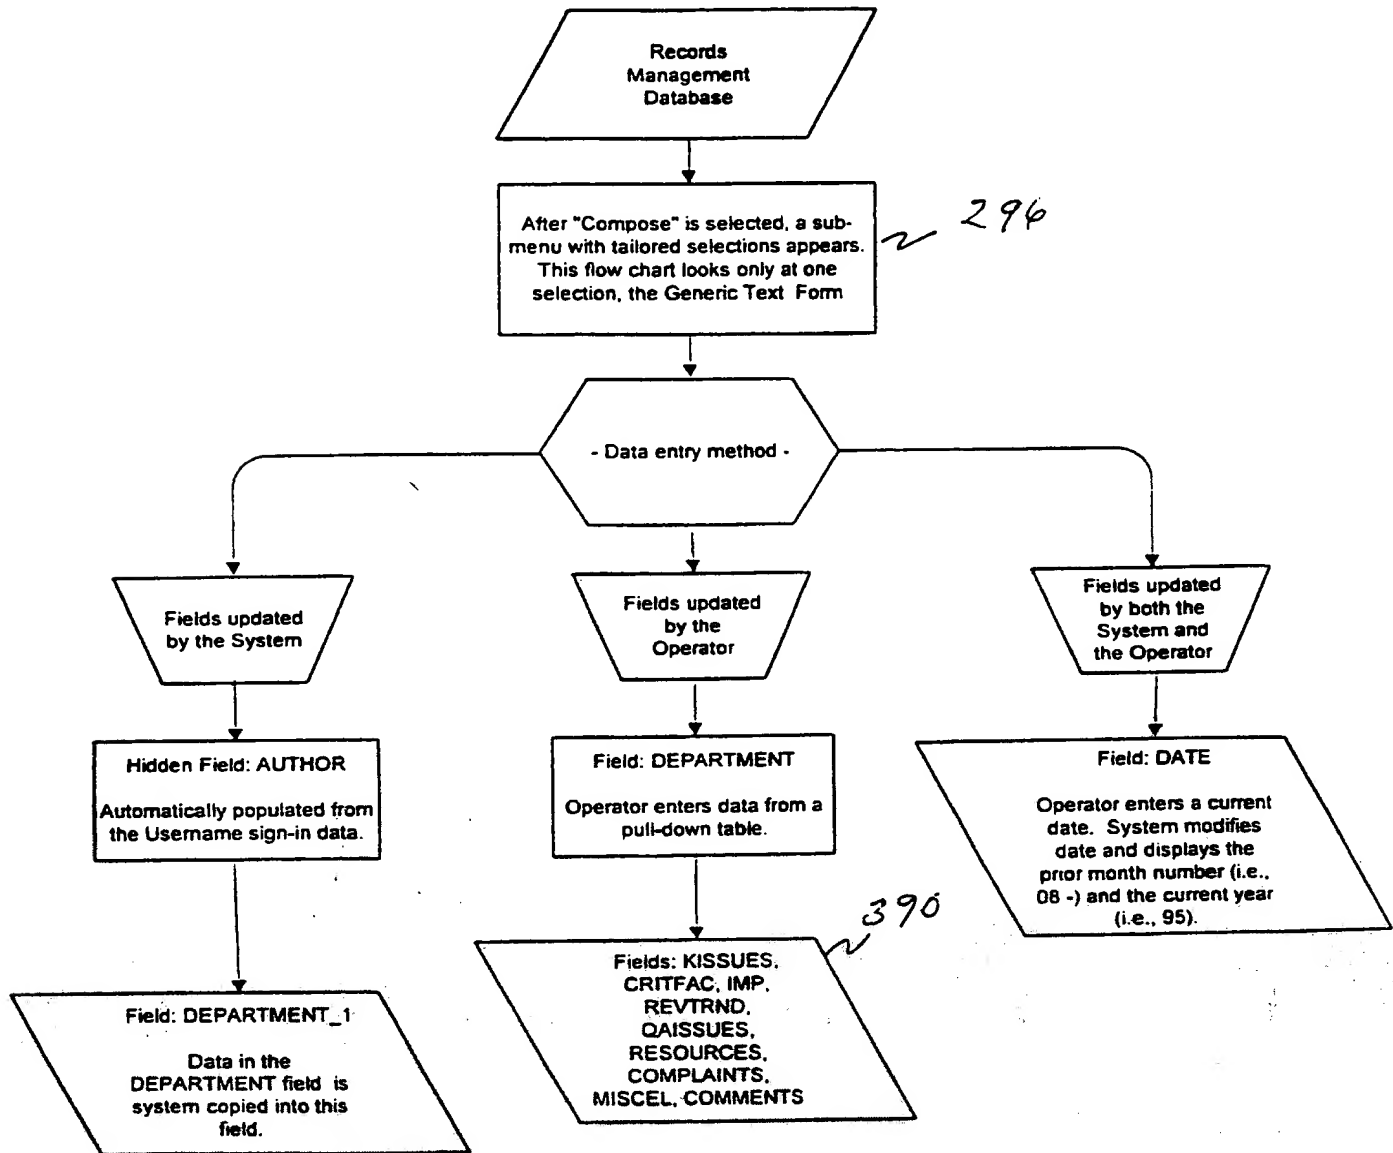 Records
Management
Database
After "Compose" is selected, a sub-
menu with tailored selections appears.
This flow chart looks only at one
selection, the Generic Text Form
296
- Data entry method -
Fields updated
by the System
Fields updated
by the
Operator
Fields updated
by both the
System and
the Operator
Hidden Field: AUTHOR
Automatically populated from
the Username sign-in data.
Field: DEPARTMENT
Operator enters data from a
pull-down table.
Field: DATE
Operator enters a current
date. System modifies
date and displays the
prior month number (i.e.,
08 -) and the current year
(i.e., 95).
390
Field: DEPARTMENT_1
Data in the
DEPARTMENT field is
system copied into this
field.
Fields: KISSUES,
CRITFAC, IMP,
REVTRND,
QAISSUES,
RESOURCES,
COMPLAINTS,
MISCEL, COMMENTS